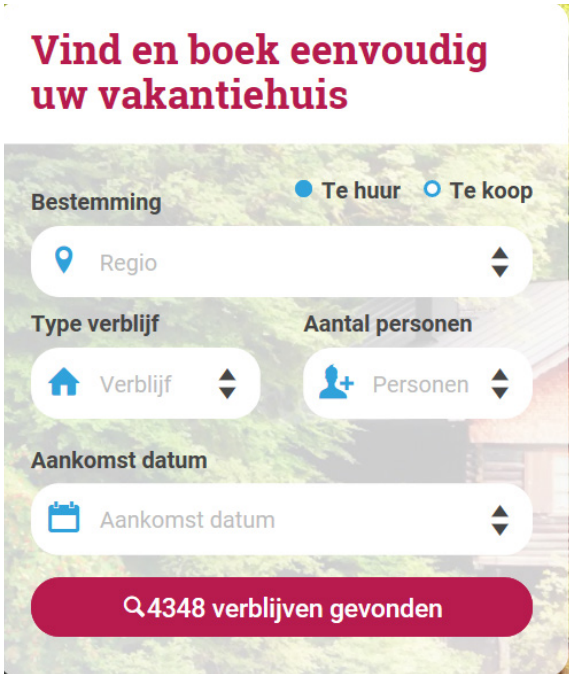 Vind en boek eenvoudig
uw vakantiehuis
Te huur Te koop
Bestemming
Regio
Type verblijf Aantal personen
Verblijf Personen
Aankomst datum
Aankomst datum
4348 verblijven gevonden